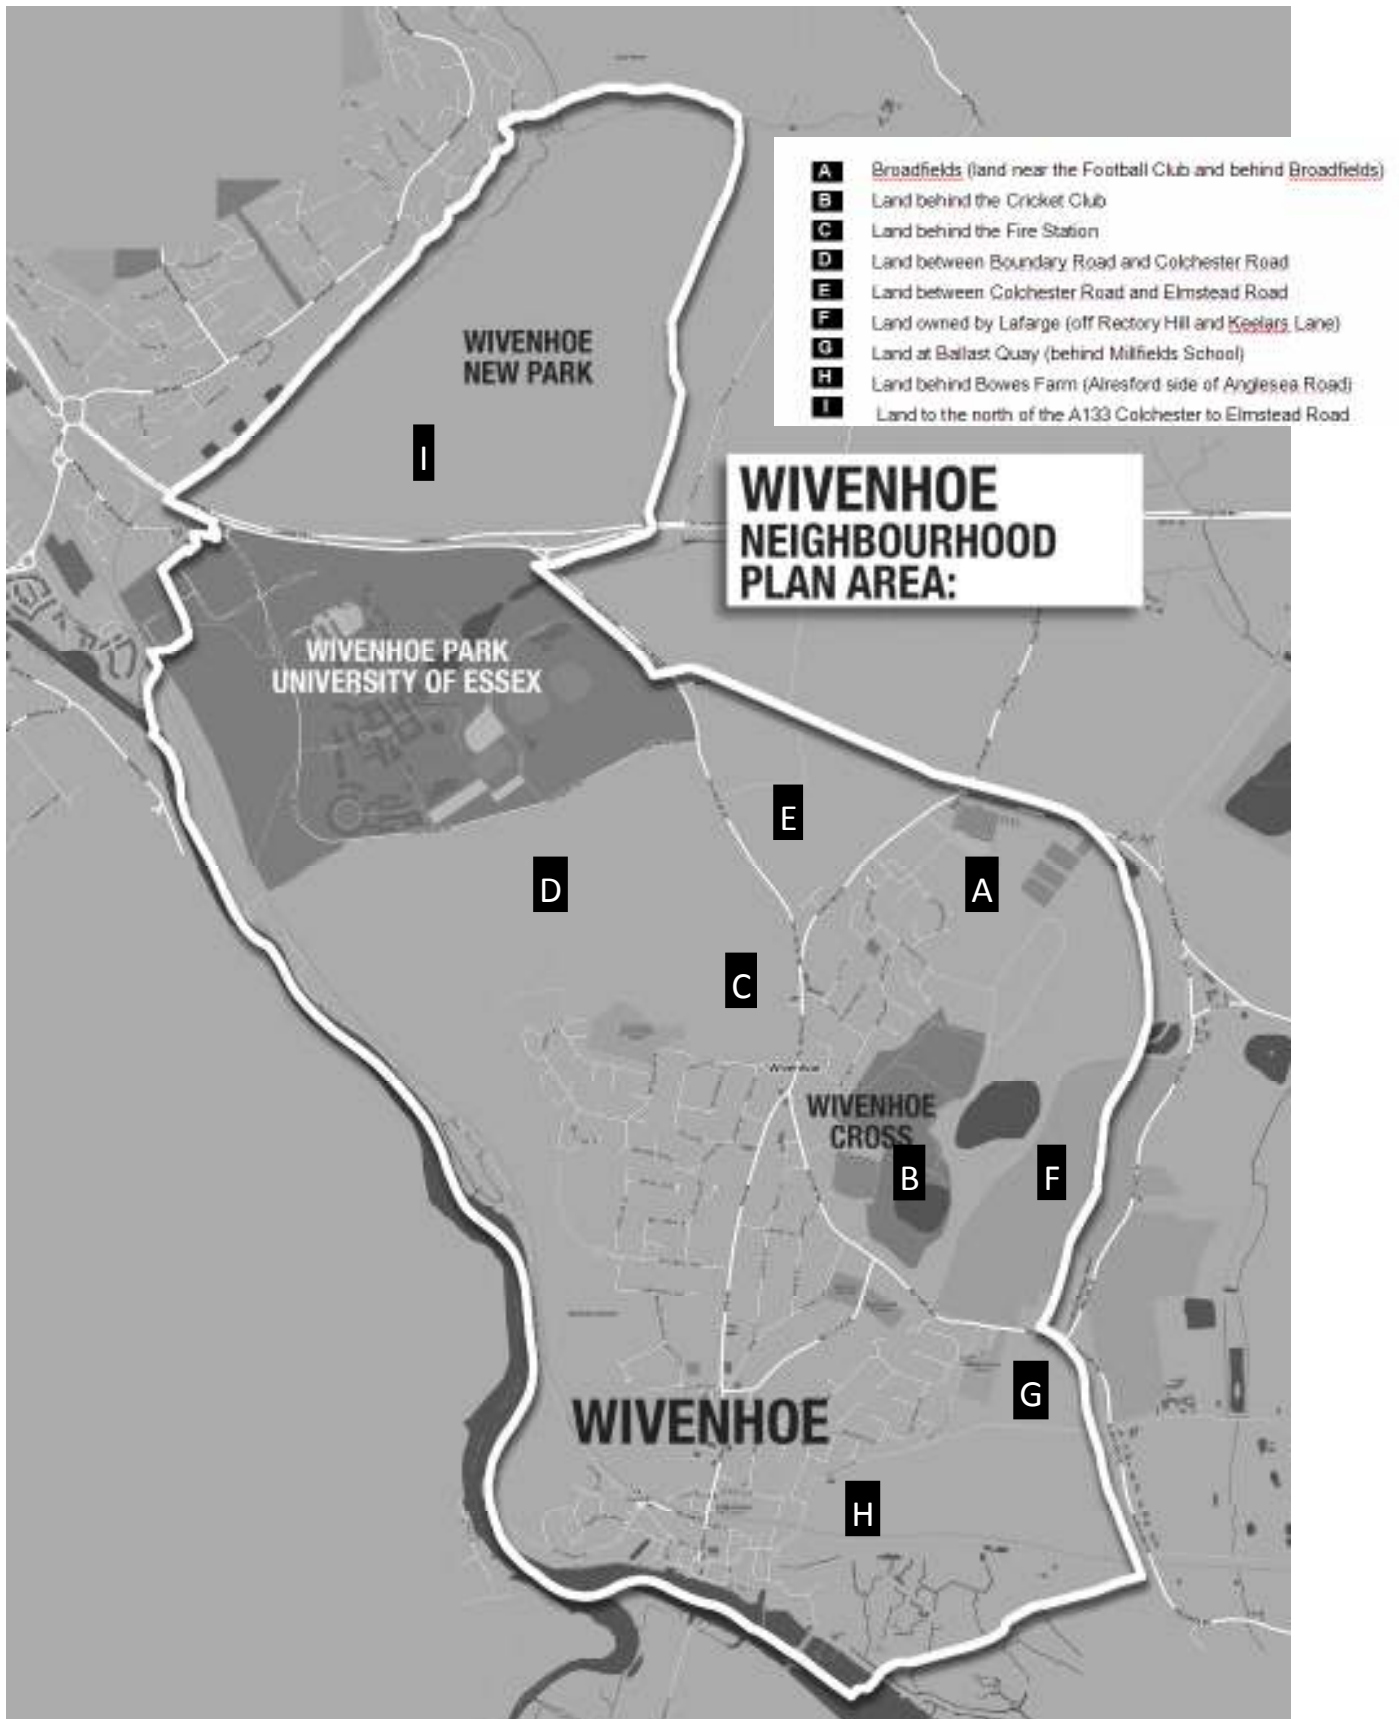 A Broadfields (land near the Football Club and behind Broadfields)
B Land behind the Cricket Club
C Land behind the Fire Station
D Land between Boundary Road and Colchester Road
E Land between Colchester Road and Elmstead Road
F Land owned by Lafarge (off Rectory Hill and Keelars Lane)
G Land at Ballast Quay (behind Millfields School)
H Land behind Bowes Farm (Alresford side of Anglesea Road)
I Land to the north of the A133 Colchester to Elmstead Road
WIVENHOE
NEW PARK
I
WIVENHOE
NEIGHBOURHOOD
PLAN AREA:
WIVENHOE PARK
UNIVERSITY OF ESSEX
E
D
A
C
Wivenhoe
WIVENHOE
CROSS
B
F
G
WIVENHOE
H